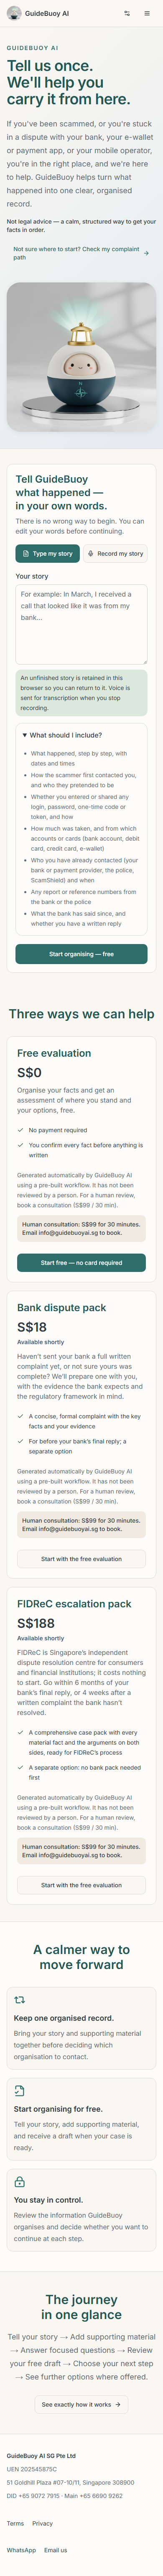 GuideBuoy AI
GUIDEBUOY AI
Tell us once.
We'll help you
carry it from here.
If you've been scammed, or you're stuck
in a dispute with your bank, your e-wallet
or payment app, or your mobile operator,
you're in the right place, and we're here
to help. GuideBuoy helps turn what
happened into one clear, organised
record.
Not legal advice — a calm, structured way to get your
facts in order.
Not sure where to start? Check my complaint
path
Tell GuideBuoy
what happened —
in your own words.
There is no wrong way to begin. You can
edit your words before continuing.
Type my story
Record my story
Your story
For example: In March, I received a
call that looked like it was from my
bank...
An unfinished story is retained in this
browser so you can return to it. Voice is
sent for transcription when you stop
recording.
▼ What should I include?
• What happened, step by step, with
dates and times
• How the scammer first contacted you,
and who they pretended to be
• Whether you entered or shared any
login, password, one-time code or
token, and how
• How much was taken, and from which
accounts or cards (bank account, debit
card, credit card, e-wallet)
• Who you have already contacted (your
bank or payment provider, the police,
ScamShield) and when
• Any report or reference numbers from
the bank or the police
• What the bank has said since, and
whether you have a written reply
Start organising — free
Three ways we can help
Free evaluation
S$0
Organise your facts and get an
assessment of where you stand and
your options, free.
No payment required
You confirm every fact before anything is
written
Generated automatically by GuideBuoy AI
using a pre-built workflow. It has not been
reviewed by a person. For a human review,
book a consultation (S$99 / 30 min).
Human consultation: S$99 for 30 minutes.
Email info@guidebuoyai.sg to book.
Start free — no card required
Bank dispute pack
S$18
Available shortly
Haven't sent your bank a full written
complaint yet, or not sure yours was
complete? We'll prepare one with you,
with the evidence the bank expects and
the regulatory framework in mind.
A concise, formal complaint with the key
facts and your evidence
For before your bank's final reply; a
separate option
Generated automatically by GuideBuoy AI
using a pre-built workflow. It has not been
reviewed by a person. For a human review,
book a consultation (S$99 / 30 min).
Human consultation: S$99 for 30 minutes.
Email info@guidebuoyai.sg to book.
Start with the free evaluation
FIDReC escalation pack
S$188
Available shortly
FIDReC is Singapore's independent
dispute resolution centre for consumers
and financial institutions; it costs nothing
to start. Go within 6 months of your
bank's final reply, or 4 weeks after a
written complaint the bank hasn't
resolved.
A comprehensive case pack with every
material fact and the arguments on both
sides, ready for FIDReC's process
A separate option: no bank pack needed
first
Generated automatically by GuideBuoy AI
using a pre-built workflow. It has not been
reviewed by a person. For a human review,
book a consultation (S$99 / 30 min).
Human consultation: S$99 for 30 minutes.
Email info@guidebuoyai.sg to book.
Start with the free evaluation
A calmer way to
move forward
Keep one organised record.
Bring your story and supporting material
together before deciding which
organisation to contact.
Start organising for free.
Tell your story, add supporting material,
and receive a draft when your case is
ready.
You stay in control.
Review the information GuideBuoy
organises and decide whether you want to
continue at each step.
The journey
in one glance
Tell your story → Add supporting material
→ Answer focused questions → Review
your free draft → Choose your next step
→ See further options where offered.
See exactly how it works →
GuideBuoy AI SG Pte Ltd
UEN 202545875C
51 Goldhill Plaza #07-10/11, Singapore 308900
DID +65 9072 7915 · Main +65 6690 9262
Terms Privacy
WhatsApp Email us